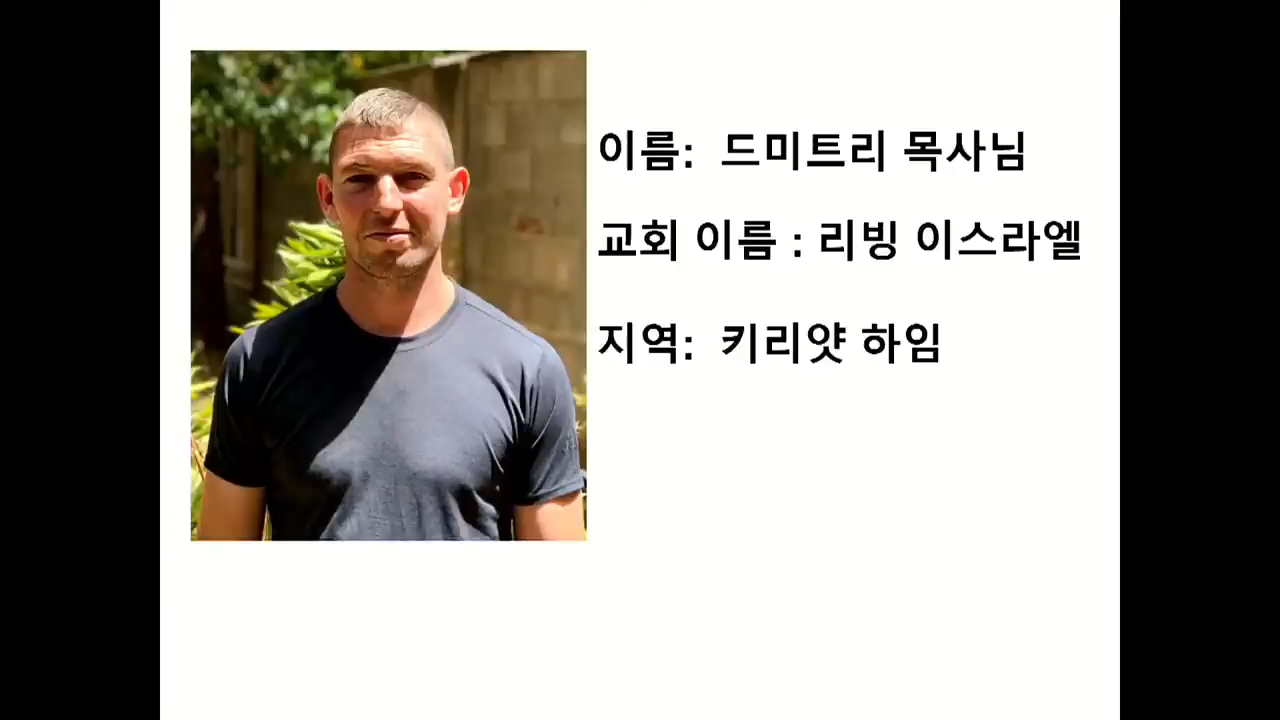 이름:  드미트리 목사님
교회 이름 : 리빙 이스라엘
지역:  키리얏 하임